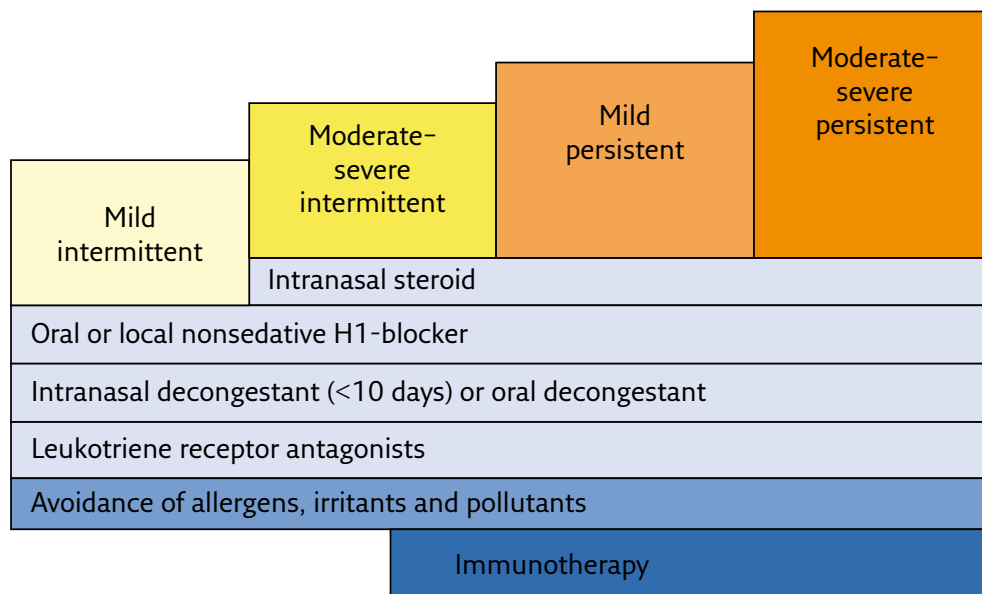 Mild
intermittent
Moderate–
severe
intermittent
Mild
persistent
Moderate–
severe
persistent
Intranasal steroid
Oral or local nonsedative H1-blocker
Intranasal decongestant (<10 days) or oral decongestant
Leukotriene receptor antagonists
Avoidance of allergens, irritants and pollutants
Immunotherapy